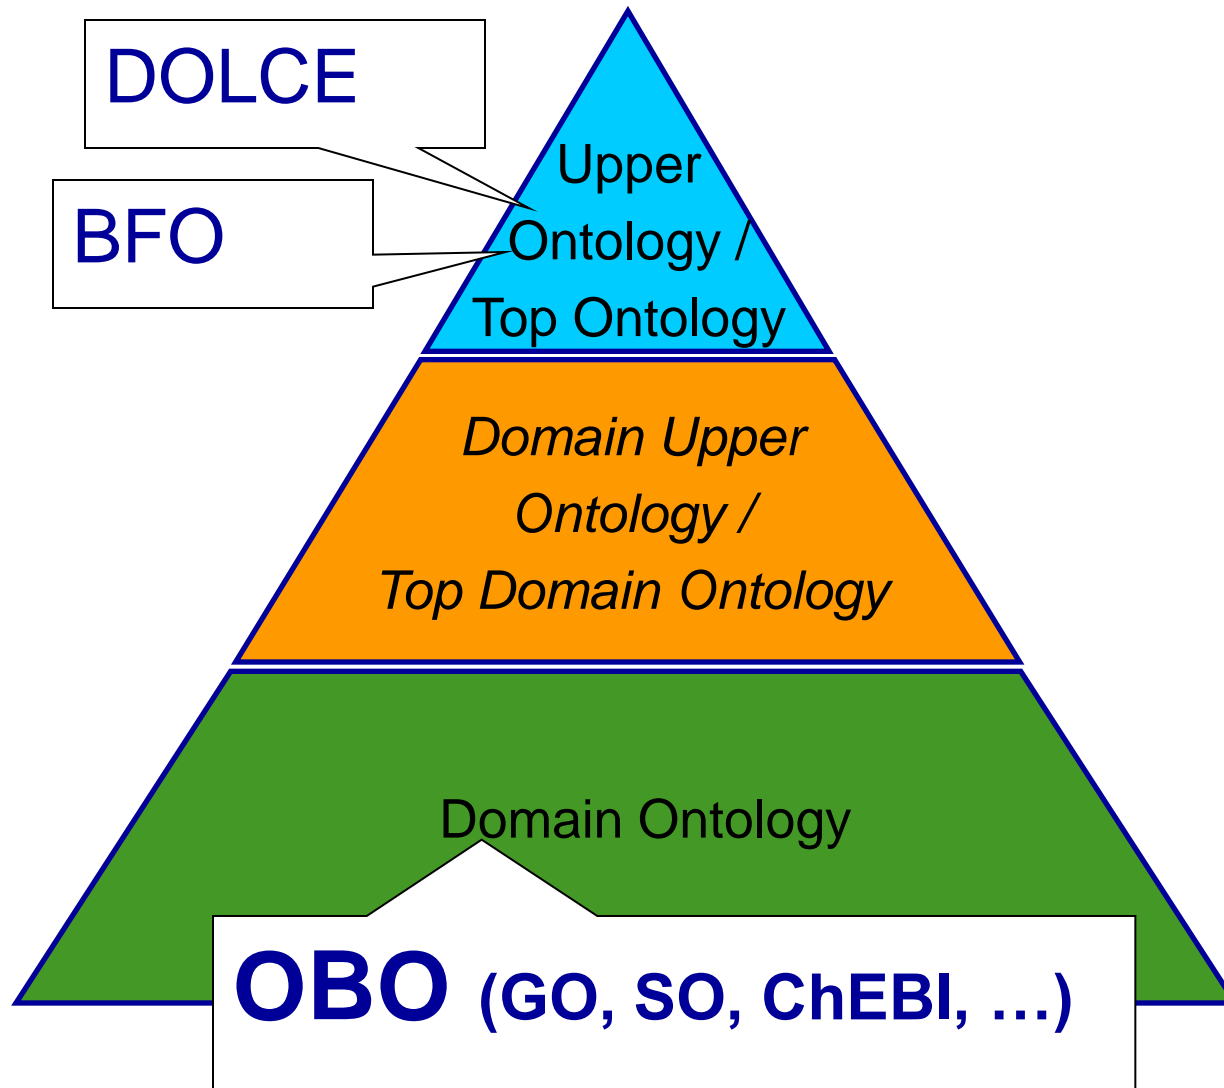 DOLCE
BFO
Upper
Ontology /
Top Ontology
Domain Upper
Ontology /
Top Domain Ontology
Domain Ontology
OBO (GO, SO, ChEBI, …)